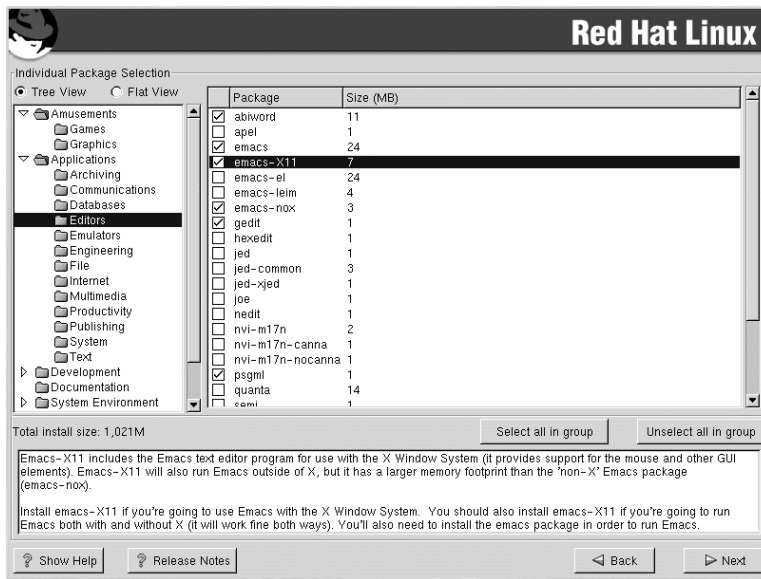 Red Hat Linux
Individual Package Selection
Tree View Flat View
Amusements
Games
Graphics
Applications
Archiving
Communications
Databases
Editors
Emulators
Engineering
File
Internet
Multimedia
Productivity
Publishing
System
Text
Development
Documentation
System Environment
Package Size (MB)
abiword 11
apel 1
emacs 24
emacs-X11 7
emacs-el 24
emacs-leim 4
emacs-nox 3
gedit 1
hexedit 1
jed 1
jed-common 3
jed-xjed 1
joe 1
nedit 1
nvi-m17n 2
nvi-m17n-canna 1
nvi-m17n-nocanna 1
psgml 1
quanta 14
semi 1
Total install size: 1,021M
Select all in group
Unselect all in group
Emacs-X11 includes the Emacs text editor program for use with the X Window System (it provides support for the mouse and other GUI
elements). Emacs-X11 will also run Emacs outside of X, but it has a larger memory footprint than the 'non-X' Emacs package
(emacs-nox).
Install emacs-X11 if you're going to use Emacs with the X Window System. You should also install emacs-X11 if you're going to run
Emacs both with and without X (it will work fine both ways). You'll also need to install the emacs package in order to run Emacs.
Show Help
Release Notes
Back
Next